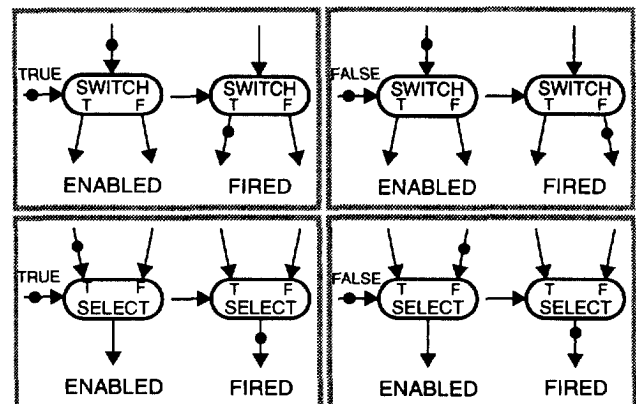 TRUE
SWITCH
T F
SWITCH
T F
ENABLED FIRED
FALSE
SWITCH
T F
SWITCH
T F
ENABLED FIRED
TRUE
T F
SELECT
T F
SELECT
ENABLED FIRED
FALSE
T F
SELECT
T F
SELECT
ENABLED FIRED